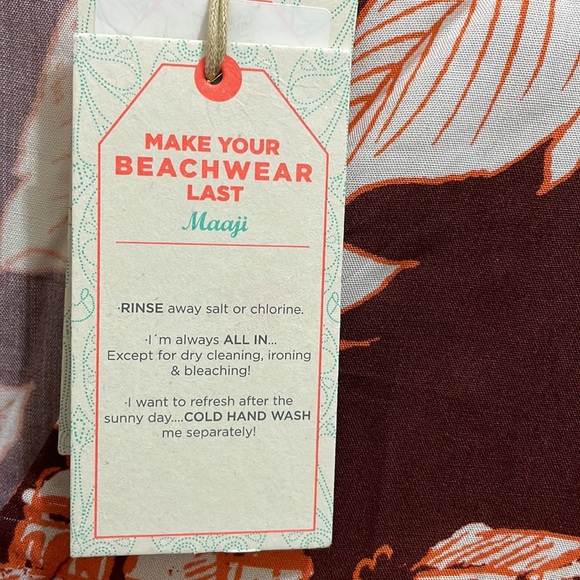 MAKE YOUR
BEACHWEAR
LAST
Maaji
·RINSE away salt or chlorine.
·I´m always ALL IN...
Except for dry cleaning, ironing
& bleaching!
·I want to refresh after the
sunny day....COLD HAND WASH
me separately!